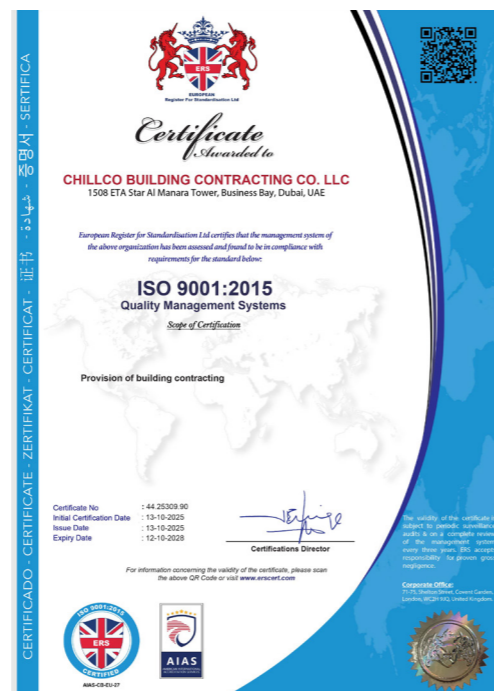 ERS
EUROPEAN
Register For Standardisation Ltd
Certificate
Awarded to
CHILLCO BUILDING CONTRACTING CO. LLC
1508 ETA Star Al Manara Tower, Business Bay, Dubai, UAE
European Register for Standardisation Ltd certifies that the management system of
the above organization has been assessed and found to be in compliance with
requirements for the standard below:
ISO 9001:2015
Quality Management Systems
Scope of Certification
Provision of building contracting
Certificate No : 44.25309.90
Initial Certification Date : 13-10-2025
Issue Date : 13-10-2025
Expiry Date : 12-10-2028
Certifications Director
For information concerning the validity of the certificate, please scan
the above QR Code or visit www.erscert.com
The validity of the certificate is
subject to periodic surveillance
audits & on a complete review
of the management system
every three years. ERS accept
responsibility for proven gross
negligence.
Corporate Office:
71-75, Shelton Street, Covent Garden,
London, WC2H 9JQ, United Kingdom.
ISO 9001:2015
ERS
CERTIFIED
AIAS-CB-EU-27
AIAS
CERTIFICADO - CERTIFICATE - ZERTIFIKAT - CERTIFICAT - 证书 - شهادة - 증명서 - SERTIFICA